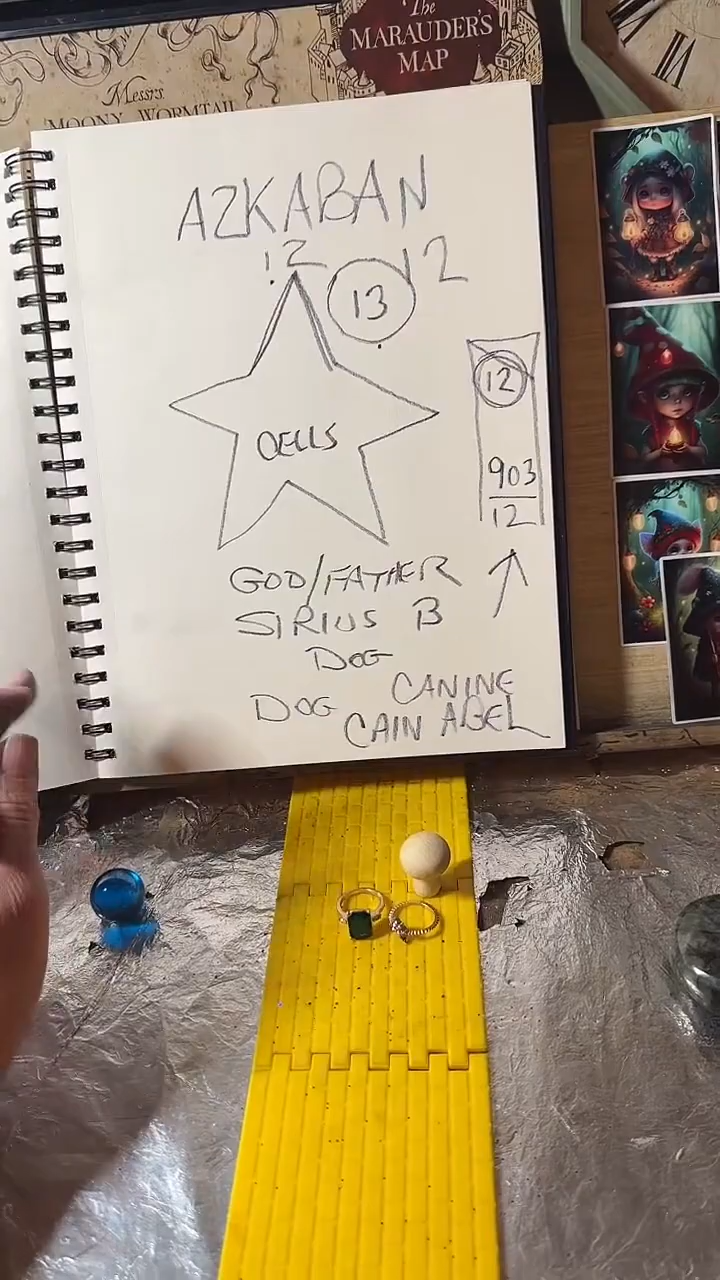 The
MARAUDER'S
MAP
Messrs
MOONY WORMTAIL
AZKABAN
12
13
12
12
CELLS
903
12
GOD/FATHER
SIRIUS B
DOG
CANINE
DOG
CAIN ABEL